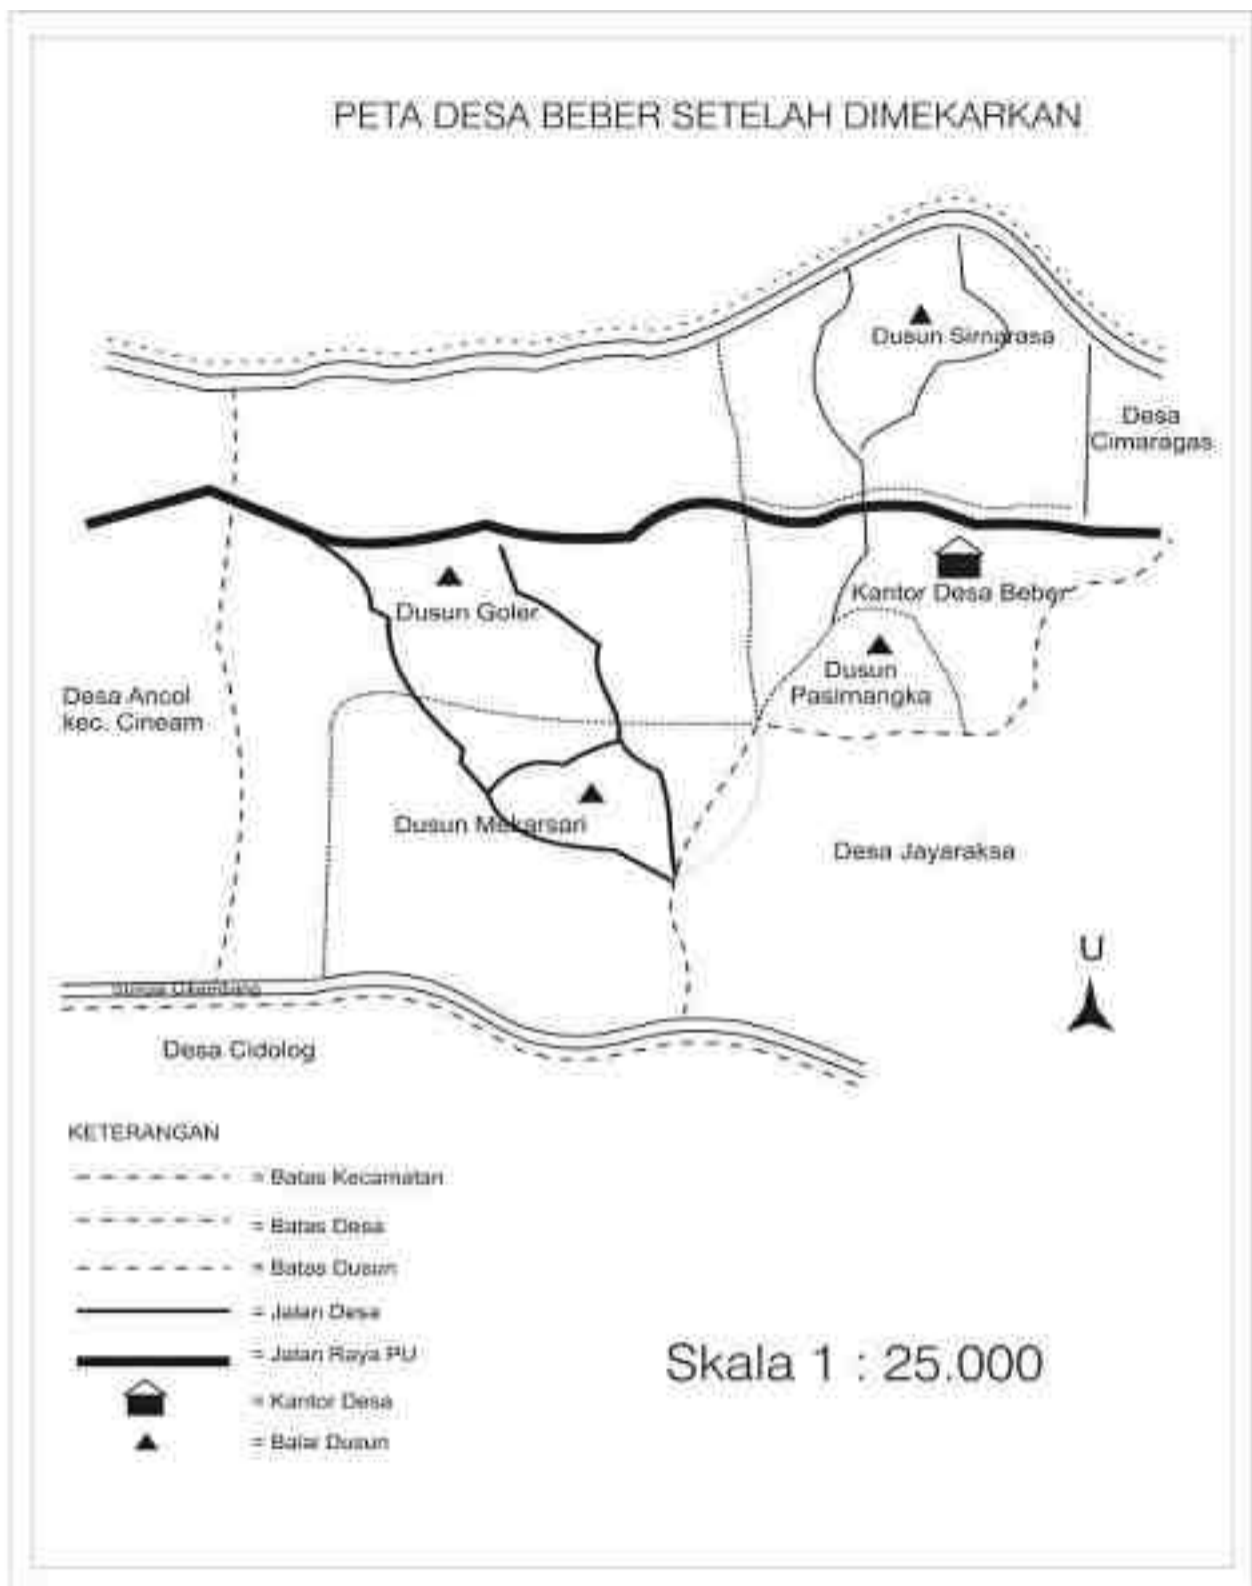 PETA DESA BEBER SETELAH DIMEKARKAN
Dusun Sirnarasa
Desa
Cimaragas
Kantor Desa Beber
Dusun Goler
Dusun
Pasirnangka
Desa Ancol
kec. Cineam
Dusun Mekarsari
Desa Jayaraksa
U
Desa Cidolog
KETERANGAN
= Batas Kecamatan
= Batas Desa
= Batas Dusun
= Jalan Desa
= Jalan Raya PU
= Kantor Desa
= Balai Dusun
Skala 1 : 25.000